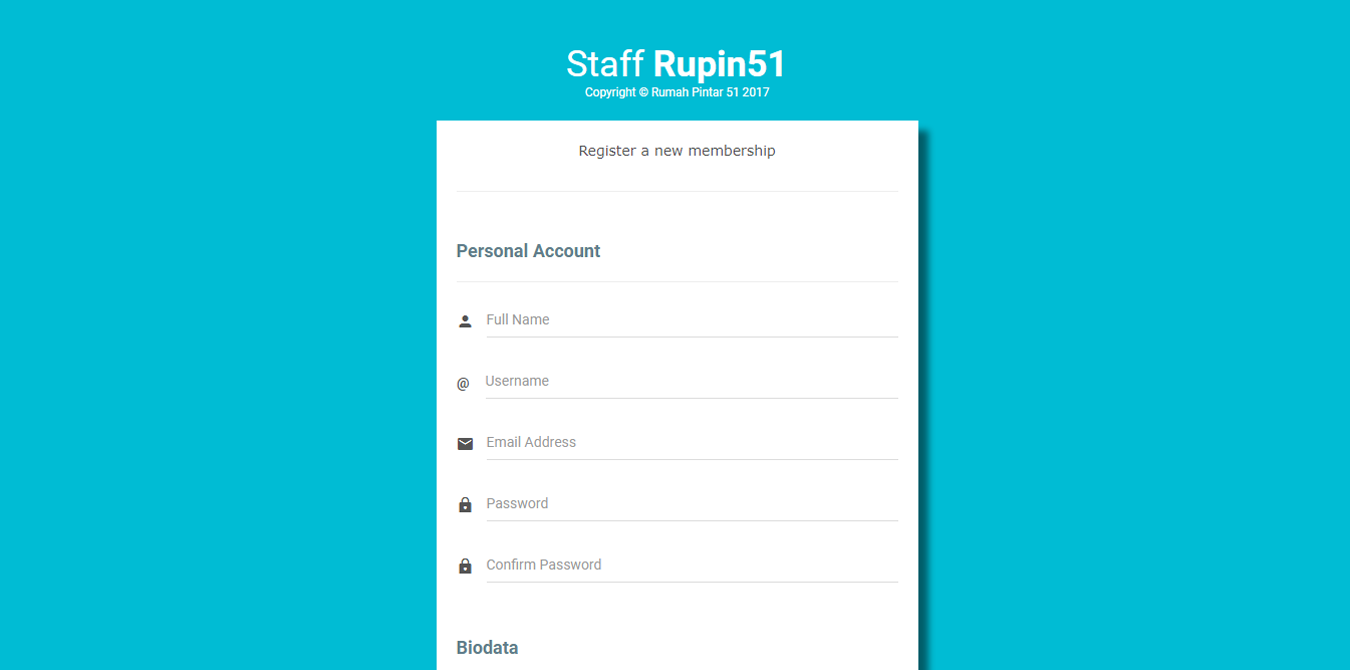 Staff Rupin51
Copyright © Rumah Pintar 51 2017
Register a new membership
Personal Account
Full Name
@ Username
Email Address
Password
Confirm Password
Biodata